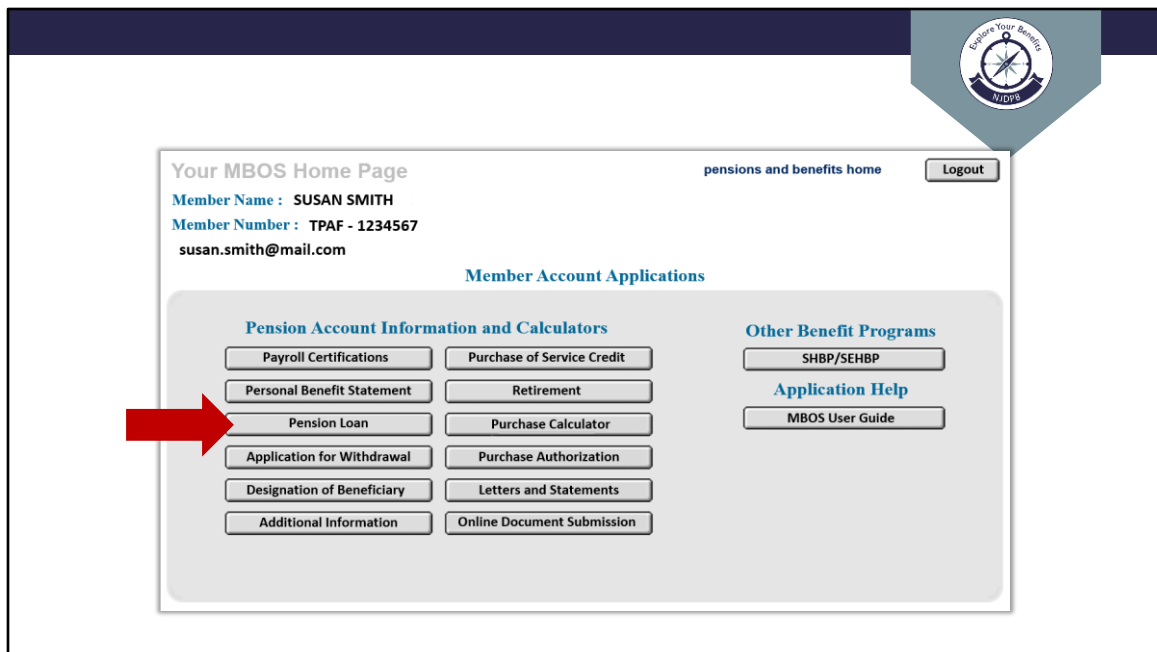 Explore Your Benefits
NJDPB
Your MBOS Home Page
pensions and benefits home
Logout
Member Name : SUSAN SMITH
Member Number : TPAF - 1234567
susan.smith@mail.com
Member Account Applications
Pension Account Information and Calculators
Payroll Certifications
Purchase of Service Credit
Personal Benefit Statement
Retirement
Pension Loan
Purchase Calculator
Application for Withdrawal
Purchase Authorization
Designation of Beneficiary
Letters and Statements
Additional Information
Online Document Submission
Other Benefit Programs
SHBP/SEHBP
Application Help
MBOS User Guide